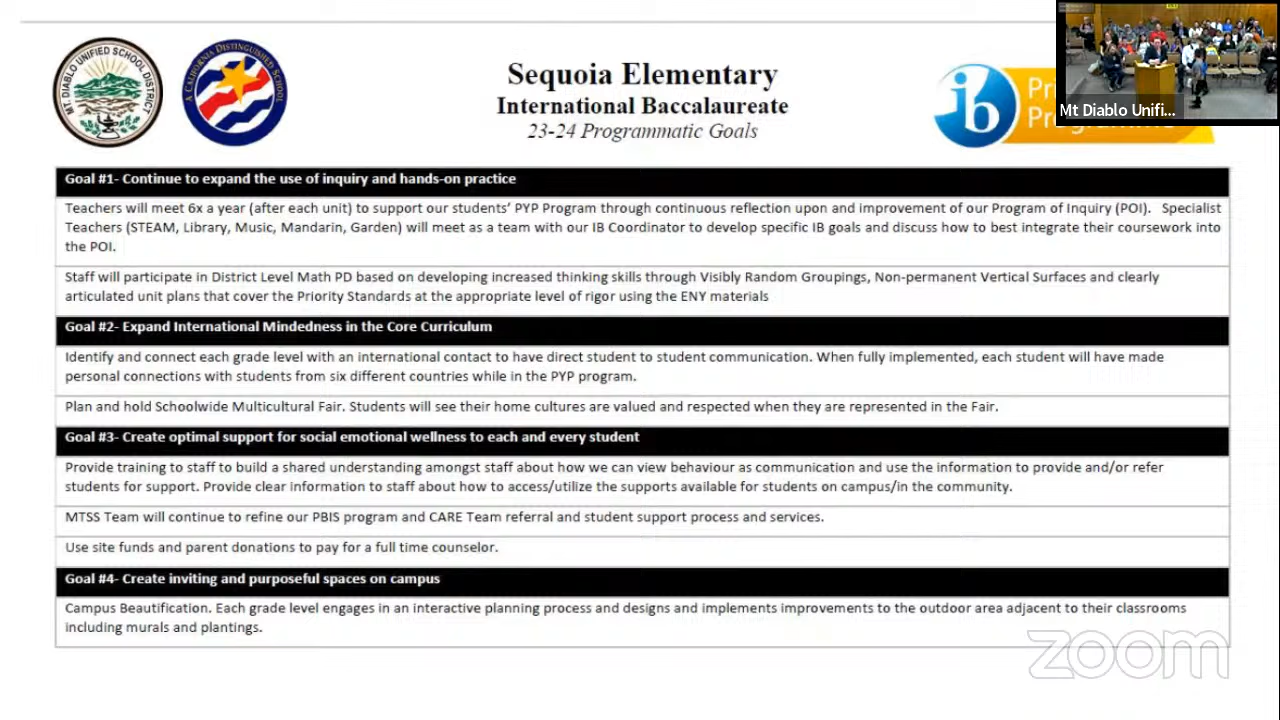 MT. DIABLO UNIFIED SCHOOL DISTRICT
A CALIFORNIA DISTINGUISHED SCHOOL
Sequoia Elementary
International Baccalaureate
23-24 Programmatic Goals
ib
Mt Diablo Unifi...
Goal #1- Continue to expand the use of inquiry and hands-on practice
Teachers will meet 6x a year (after each unit) to support our students' PYP Program through continuous reflection upon and improvement of our Program of Inquiry (POI). Specialist
Teachers (STEAM, Library, Music, Mandarin, Garden) will meet as a team with our IB Coordinator to develop specific IB goals and discuss how to best integrate their coursework into
the POI.
Staff will participate in District Level Math PD based on developing increased thinking skills through Visibly Random Groupings, Non-permanent Vertical Surfaces and clearly
articulated unit plans that cover the Priority Standards at the appropriate level of rigor using the ENY materials
Goal #2- Expand International Mindedness in the Core Curriculum
Identify and connect each grade level with an international contact to have direct student to student communication. When fully implemented, each student will have made
personal connections with students from six different countries while in the PYP program.
Plan and hold Schoolwide Multicultural Fair. Students will see their home cultures are valued and respected when they are represented in the Fair.
Goal #3- Create optimal support for social emotional wellness to each and every student
Provide training to staff to build a shared understanding amongst staff about how we can view behaviour as communication and use the information to provide and/or refer
students for support. Provide clear information to staff about how to access/utilize the supports available for students on campus/in the community.
MTSS Team will continue to refine our PBIS program and CARE Team referral and student support process and services.
Use site funds and parent donations to pay for a full time counselor.
Goal #4- Create inviting and purposeful spaces on campus
Campus Beautification. Each grade level engages in an interactive planning process and designs and implements improvements to the outdoor area adjacent to their classrooms
including murals and plantings.
zoom